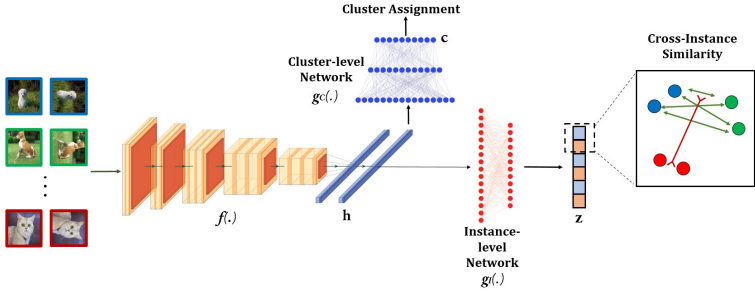 Cluster Assignment
c
Cluster-level
Network
gC(.)
Cross-Instance
Similarity
f(.)
h
Instance-
level
Network
gI(.)
z